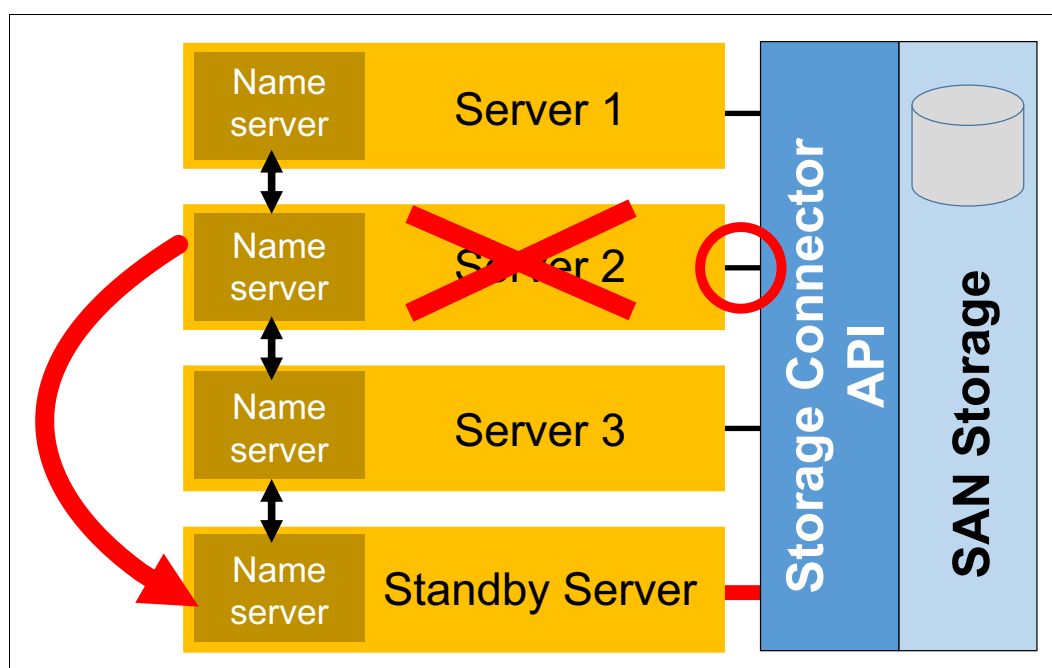 Name
server
Server 1
Name
server
Server 2
Name
server
Server 3
Name
server
Standby Server
Storage Connector
API
SAN Storage